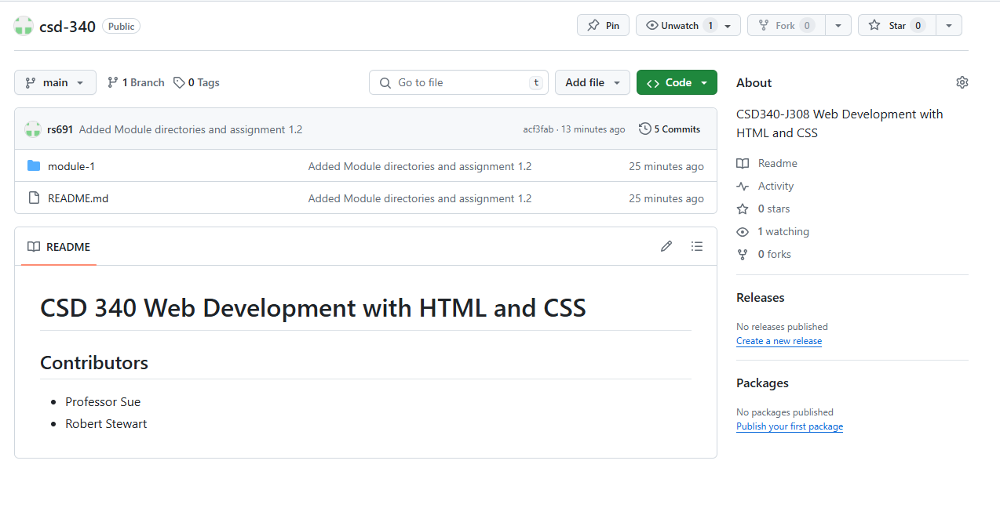 csd-340 Public Pin Unwatch 1 Fork 0 Star 0
main 1 Branch 0 Tags Go to file t Add file Code
rs691 Added Module directories and assignment 1.2 acf3fab · 13 minutes ago 5 Commits
module-1 Added Module directories and assignment 1.2 25 minutes ago
README.md Added Module directories and assignment 1.2 25 minutes ago
README
CSD 340 Web Development with HTML and CSS
Contributors
• Professor Sue
• Robert Stewart
About
CSD340-J308 Web Development with
HTML and CSS
Readme
Activity
0 stars
1 watching
0 forks
Releases
No releases published
Create a new release
Packages
No packages published
Publish your first package